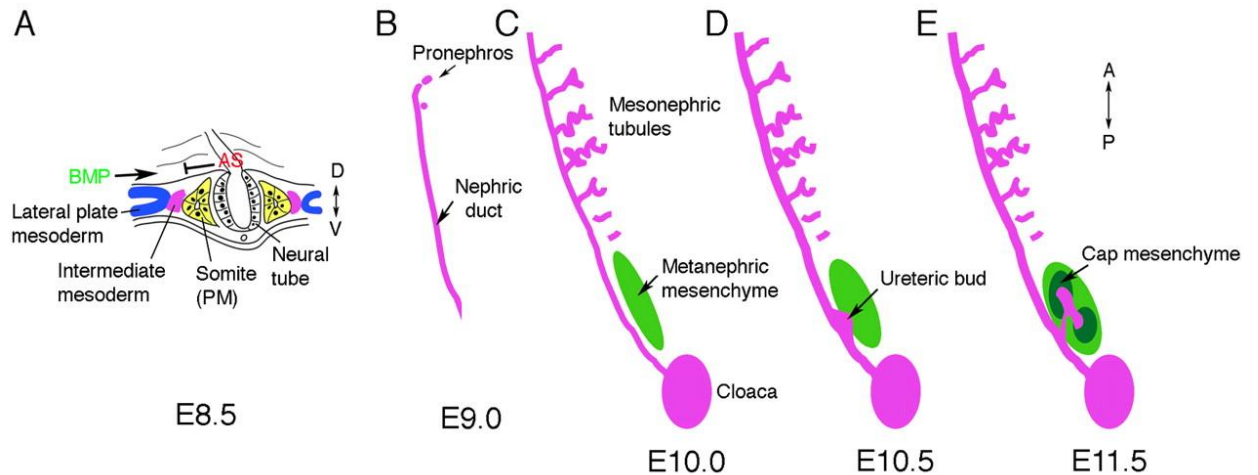 A
BMP
AS
D
V
Lateral plate
mesoderm
Intermediate
mesoderm
Somite
(PM)
Neural
tube
E8.5
B
Pronephros
Nephric
duct
E9.0
C
Mesonephric
tubules
Metanephric
mesenchyme
Cloaca
E10.0
D
Ureteric bud
E10.5
E
A
P
Cap mesenchyme
E11.5